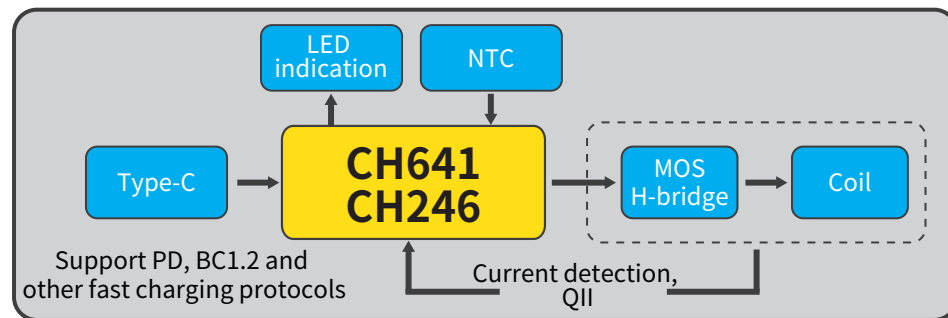 LED
indication
NTC
Type-C
CH641
CH246
MOS
H-bridge
Coil
Support PD, BC1.2 and
other fast charging protocols
Current detection,
QII